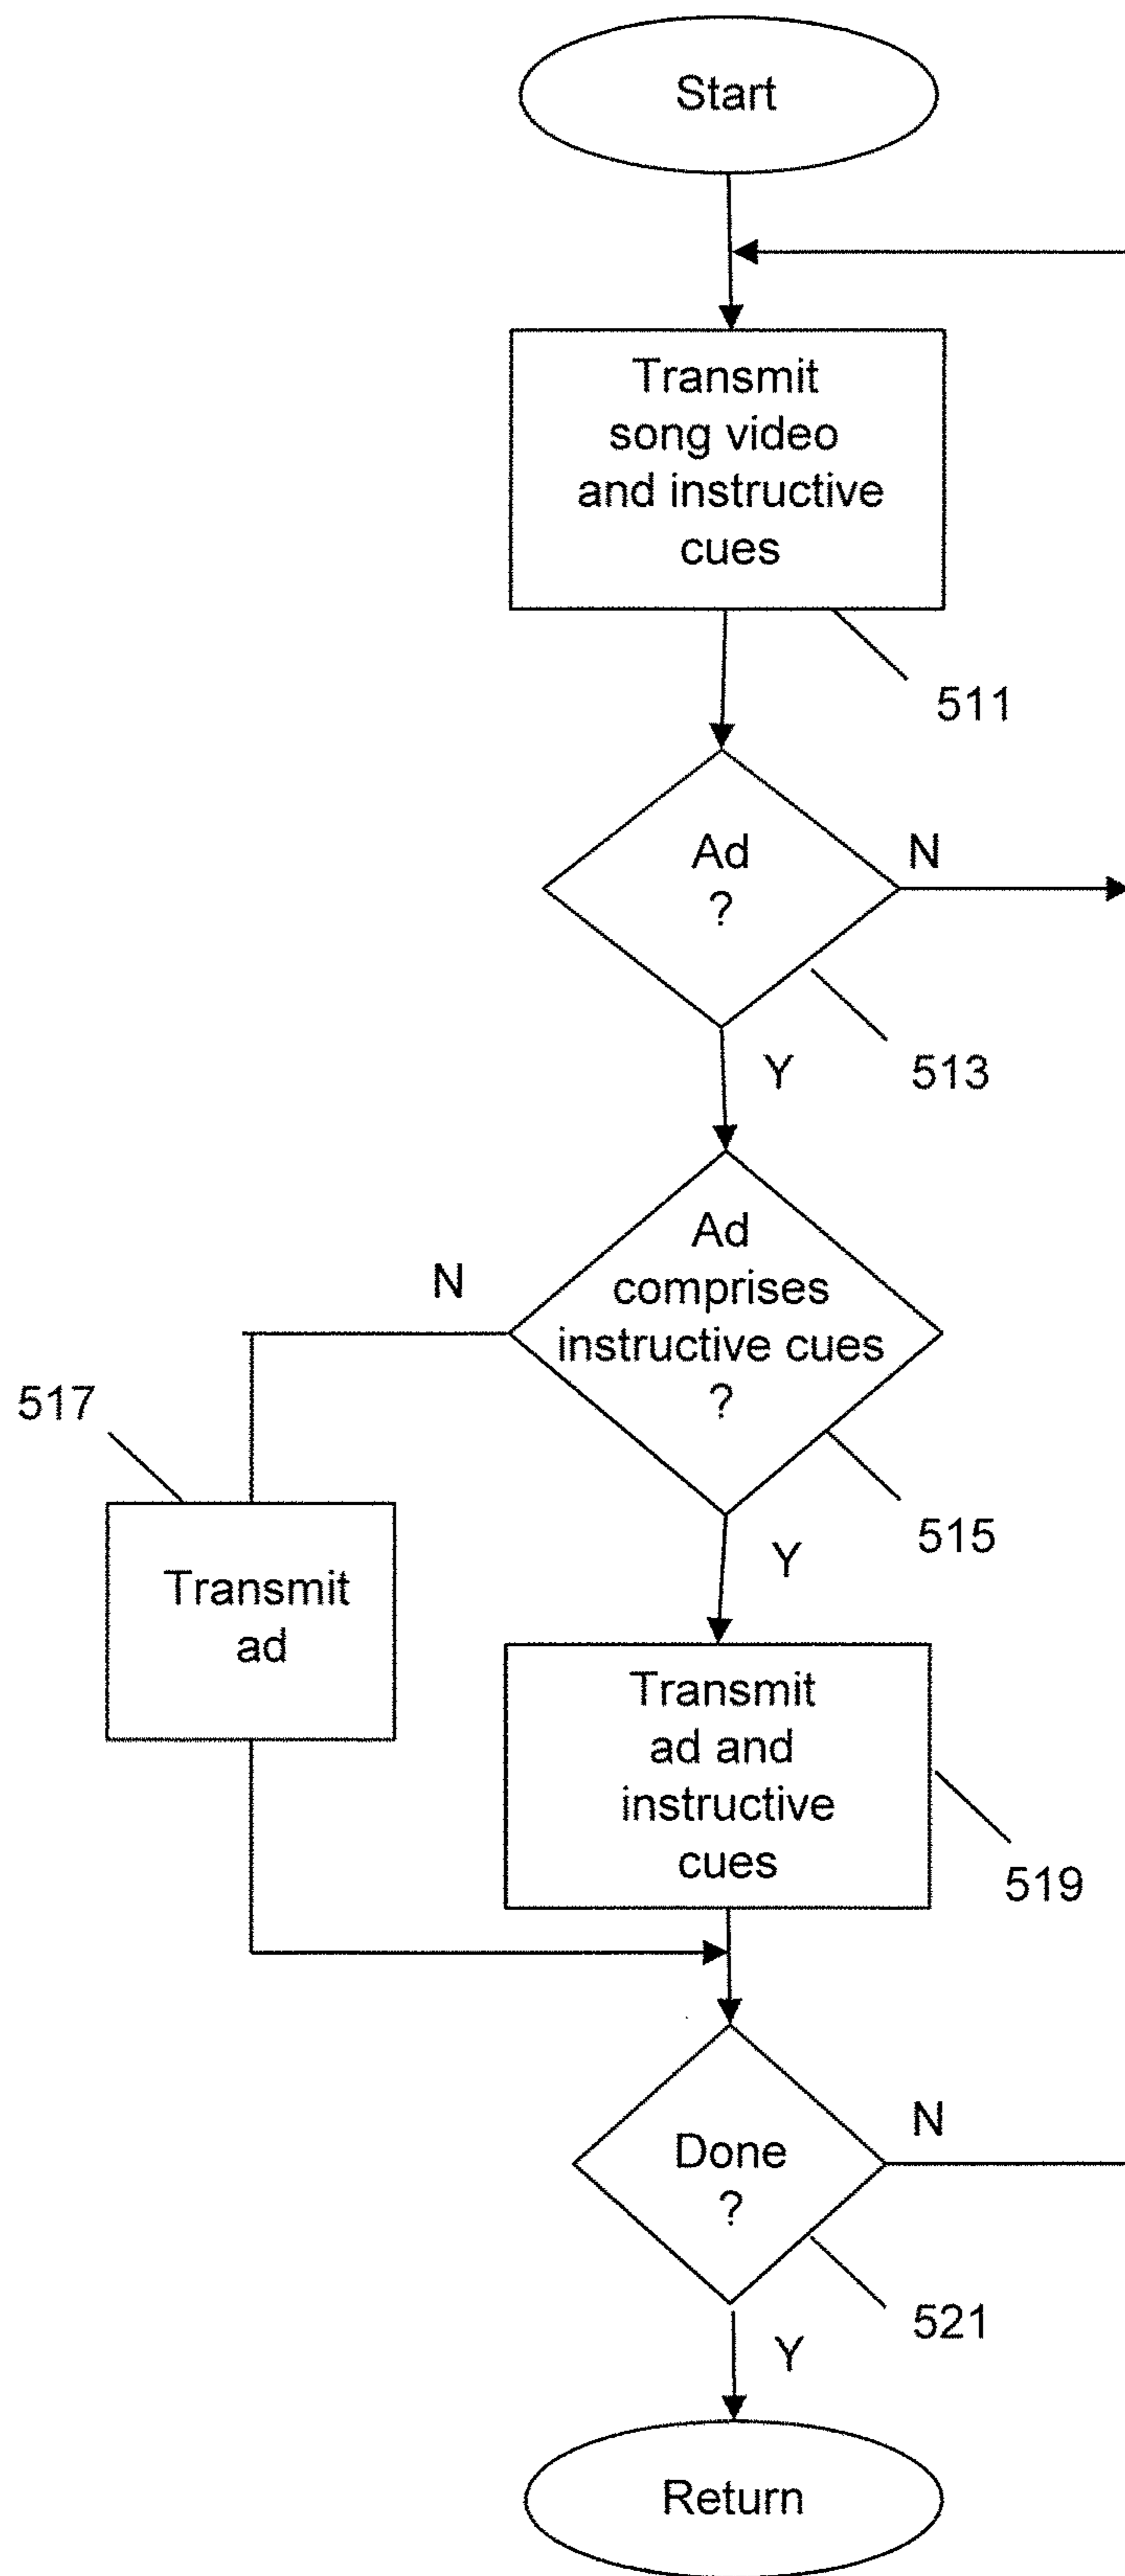 Start
Transmit
song video
and instructive
cues
511
Ad
?
N
513
Y
Ad
comprises
instructive cues
?
N
515
Y
517
Transmit
ad
Transmit
ad and
instructive
cues
519
Done
?
N
521
Y
Return